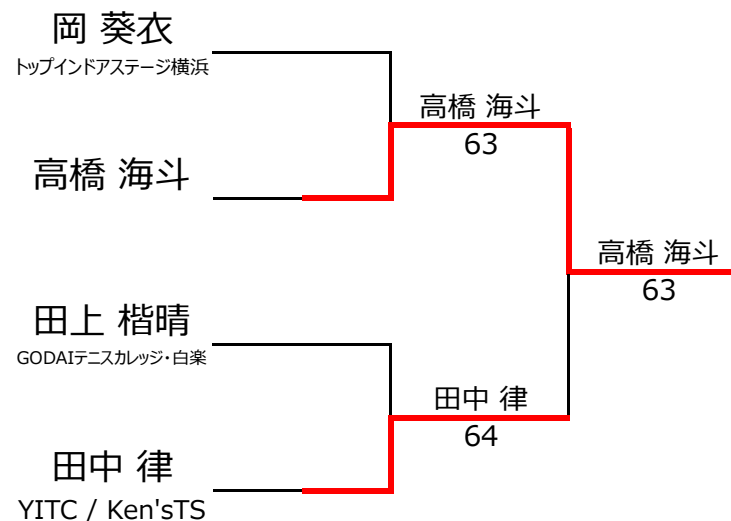 岡 葵衣
トップインドアステージ横浜
高橋 海斗
63
高橋 海斗
高橋 海斗
63
田上 楷晴
GODAIテニスカレッジ・白楽
田中 律
64
田中 律
YITC / Ken'sTS